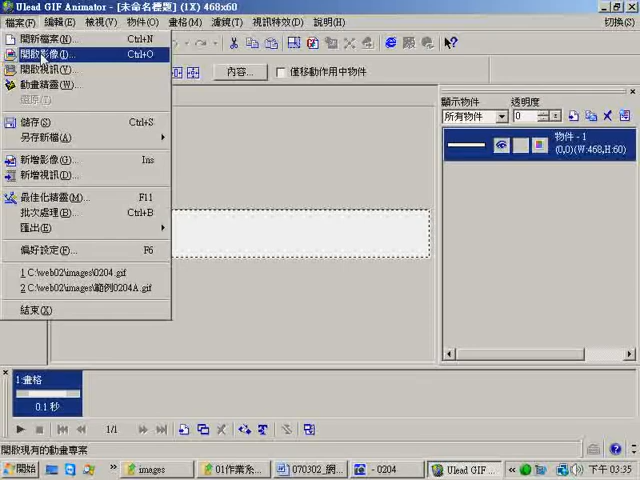 Ulead GIF Animator - [未命名標題] (1X) 468x60
檔案(F) 編輯(E) 檢視(V) 物件(O) 畫格(M) 濾鏡(T) 視訊特效(D) 說明(H) 切換(S)
開新檔案(N)... Ctrl+N
開啟影像(I)... Ctrl+O
開啟視訊(V)...
動畫精靈(W)...
還原(T)
儲存(S) Ctrl+S
另存新檔(A)
新增影像(G)... Ins
新增視訊(D)...
最佳化精靈(M)... F11
批次處理(B)... Ctrl+B
匯出(E)
偏好設定(F)... F6
1 C:\web02\images\0204.gif
2 C:\web02\images\範例0204A.gif
結束(X)
內容...
僅移動作用中物件
顯示物件 透明度
所有物件 0
物件 - 1
(0,0)(W:468,H:60)
1:畫格
0.1 秒
1/1
開啟現有的動畫專案
開始 images 01作業系... 070302_網... - 0204 Ulead GIF ... 下午 03:35